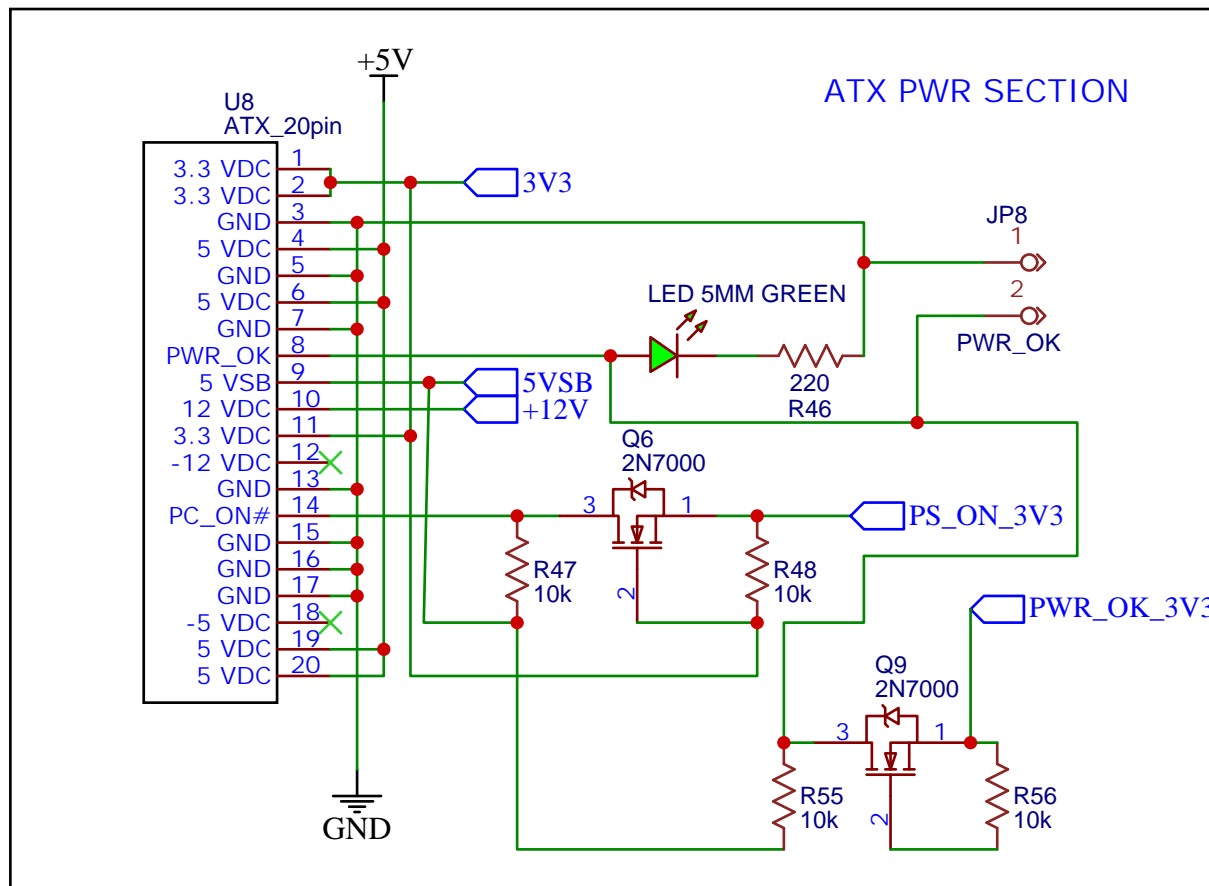 +5V
ATX PWR SECTION
U8
ATX_20pin
3.3 VDC 1
3.3 VDC 2
GND 3
5 VDC 4
GND 5
5 VDC 6
GND 7
PWR_OK 8
5 VSB 9
12 VDC 10
3.3 VDC 11
-12 VDC 12
GND 13
PC_ON# 14
GND 15
GND 16
GND 17
-5 VDC 18
5 VDC 19
5 VDC 20
3V3
5VSB
+12V
JP8
1
2
PWR_OK
LED 5MM GREEN
220
R46
Q6
2N7000
3 1
2
PS_ON_3V3
R47
10k
R48
10k
PWR_OK_3V3
Q9
2N7000
3 1
2
R55
10k
R56
10k
GND